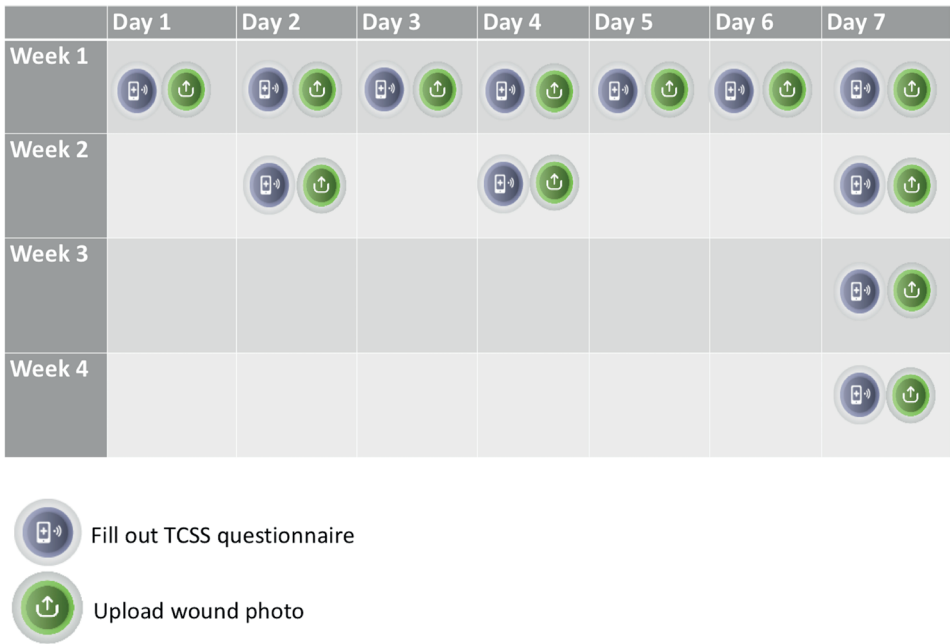 Day 1 Day 2 Day 3 Day 4 Day 5 Day 6 Day 7
Week 1
Week 2
Week 3
Week 4
Fill out TCSS questionnaire
Upload wound photo